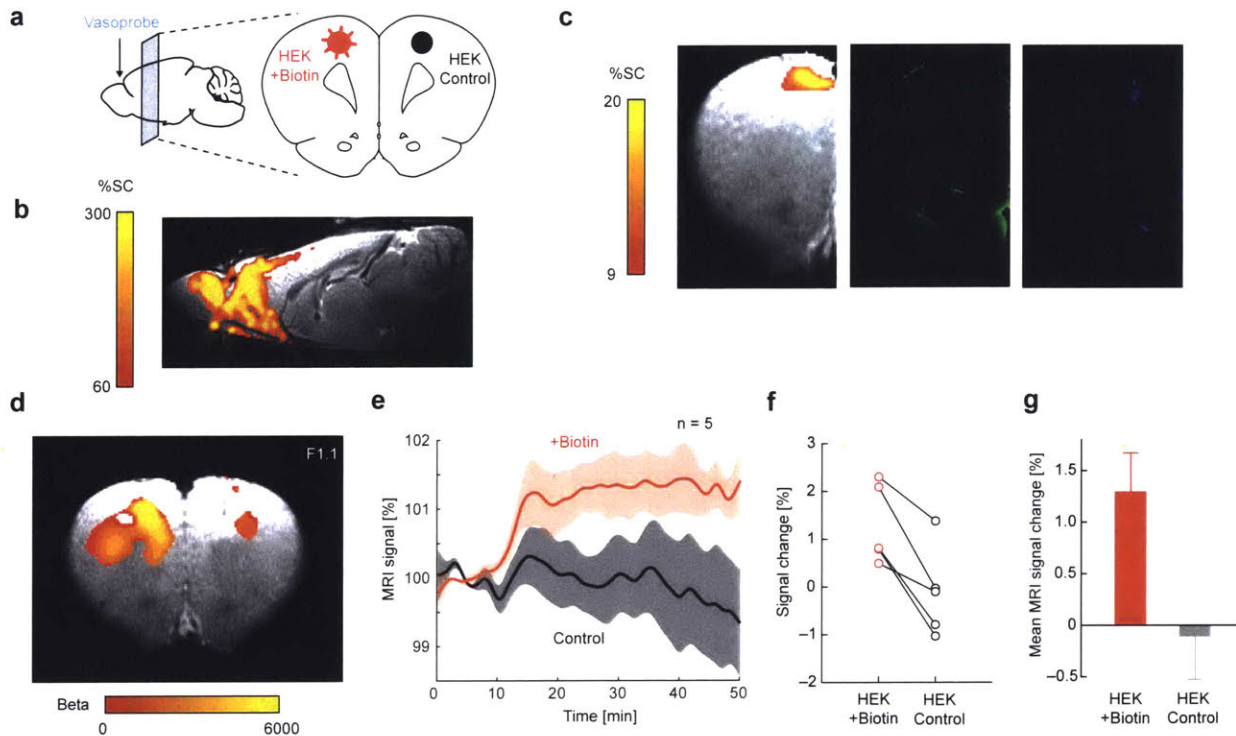 a
Vasoprobe
HEK
+Biotin
HEK
Control
b
%SC
300
60
c
%SC
20
9
d
F1.1
Beta
0
6000
e
n = 5
+Biotin
Control
MRI signal [%]
102
101
100
99
0
10
20
30
40
50
Time [min]
f
Signal change [%]
3
2
1
0
−1
−2
HEK
+Biotin
HEK
Control
g
Mean MRI signal change [%]
1.5
1.0
0.5
0
−0.5
HEK
+Biotin
HEK
Control